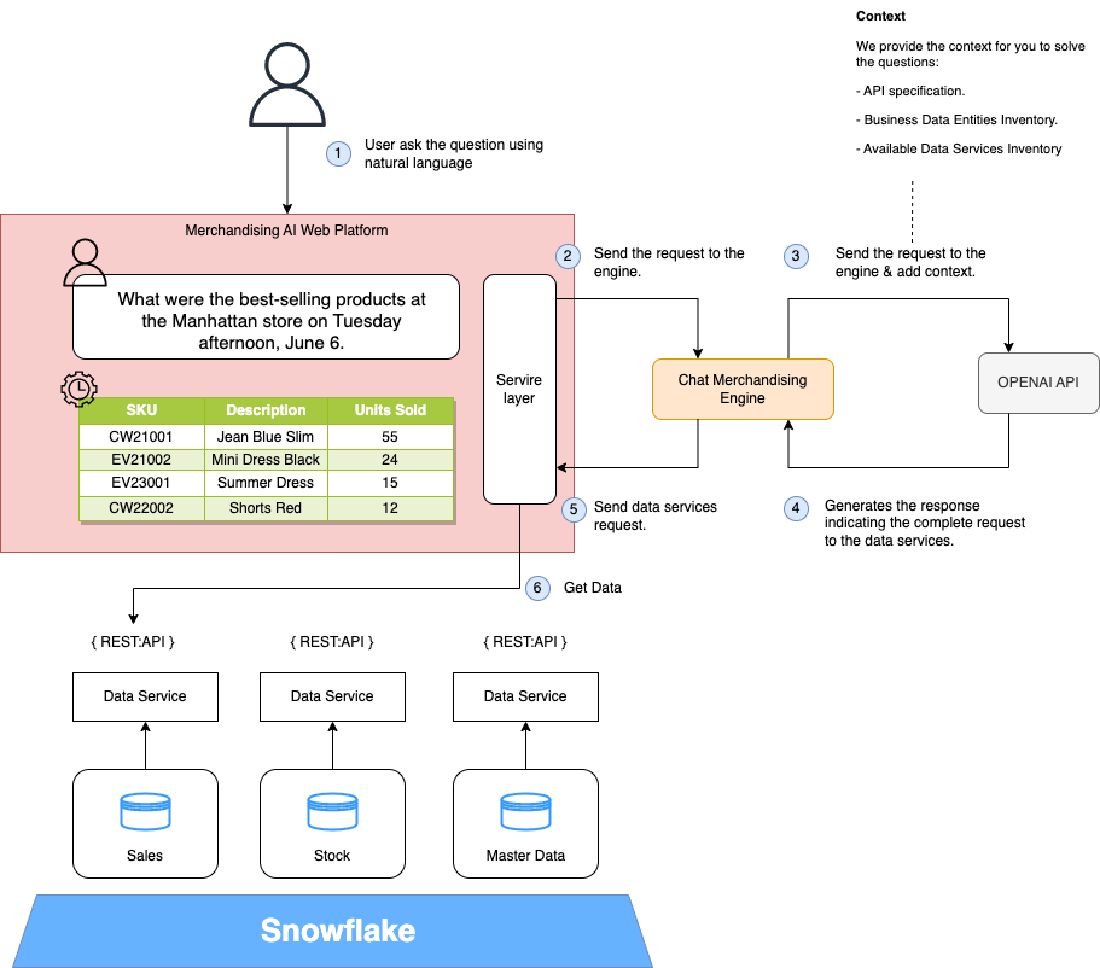 Context
We provide the context for you to solve
the questions:
- API specification.
- Business Data Entities Inventory.
- Available Data Services Inventory
1
User ask the question using
natural language
Merchandising AI Web Platform
What were the best-selling products at
the Manhattan store on Tuesday
afternoon, June 6.
SKU Description Units Sold
CW21001 Jean Blue Slim 55
EV21002 Mini Dress Black 24
EV23001 Summer Dress 15
CW22002 Shorts Red 12
Servire
layer
2
Send the request to the
engine.
3
Send the request to the
engine & add context.
Chat Merchandising
Engine
OPENAI API
5
Send data services
request.
4
Generates the response
indicating the complete request
to the data services.
6
Get Data
{ REST:API } { REST:API } { REST:API }
Data Service Data Service Data Service
Sales Stock Master Data
Snowflake